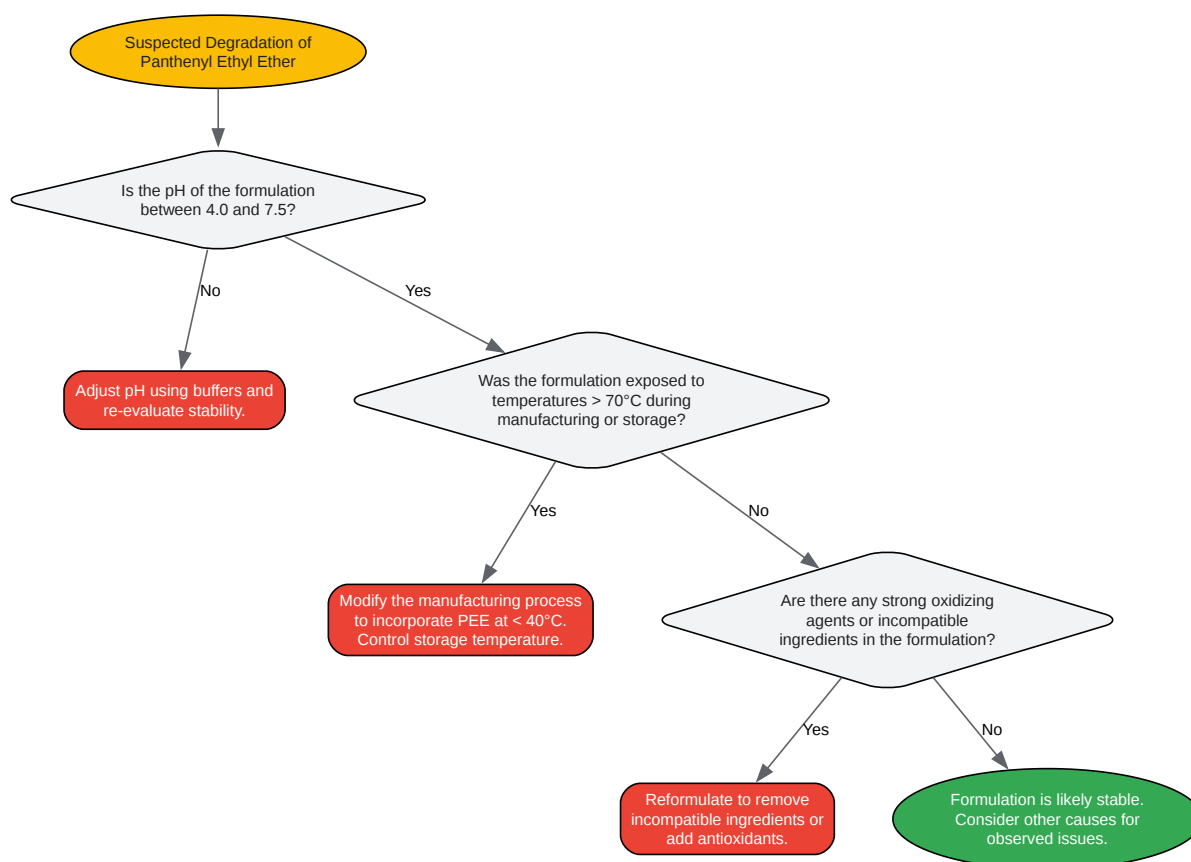 Suspected Degradation of
Panthenyl Ethyl Ether
Is the pH of the formulation
between 4.0 and 7.5?
No
Yes
Adjust pH using buffers and
re-evaluate stability.
Was the formulation exposed to
temperatures > 70°C during
manufacturing or storage?
Yes
No
Modify the manufacturing process
to incorporate PEE at < 40°C.
Control storage temperature.
Are there any strong oxidizing
agents or incompatible
ingredients in the formulation?
Yes
No
Reformulate to remove
incompatible ingredients or
add antioxidants.
Formulation is likely stable.
Consider other causes for
observed issues.